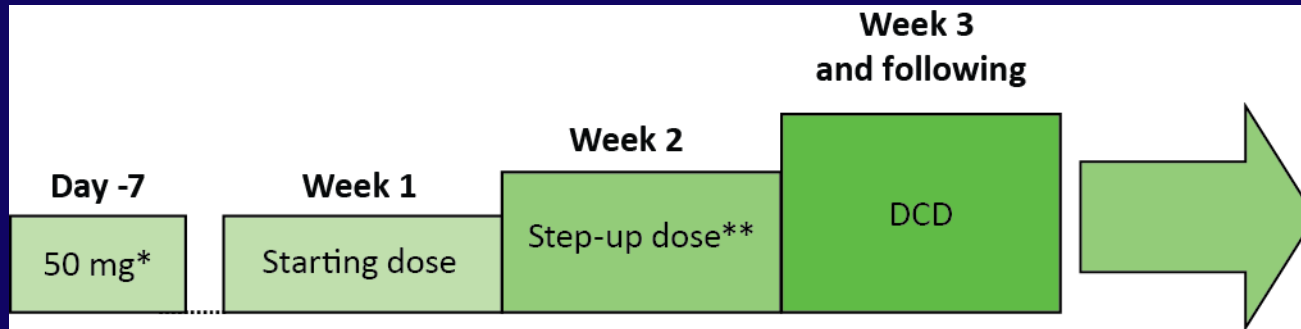 Day -7
50 mg*
Week 1
Starting dose
Week 2
Step-up dose**
Week 3
and following
DCD